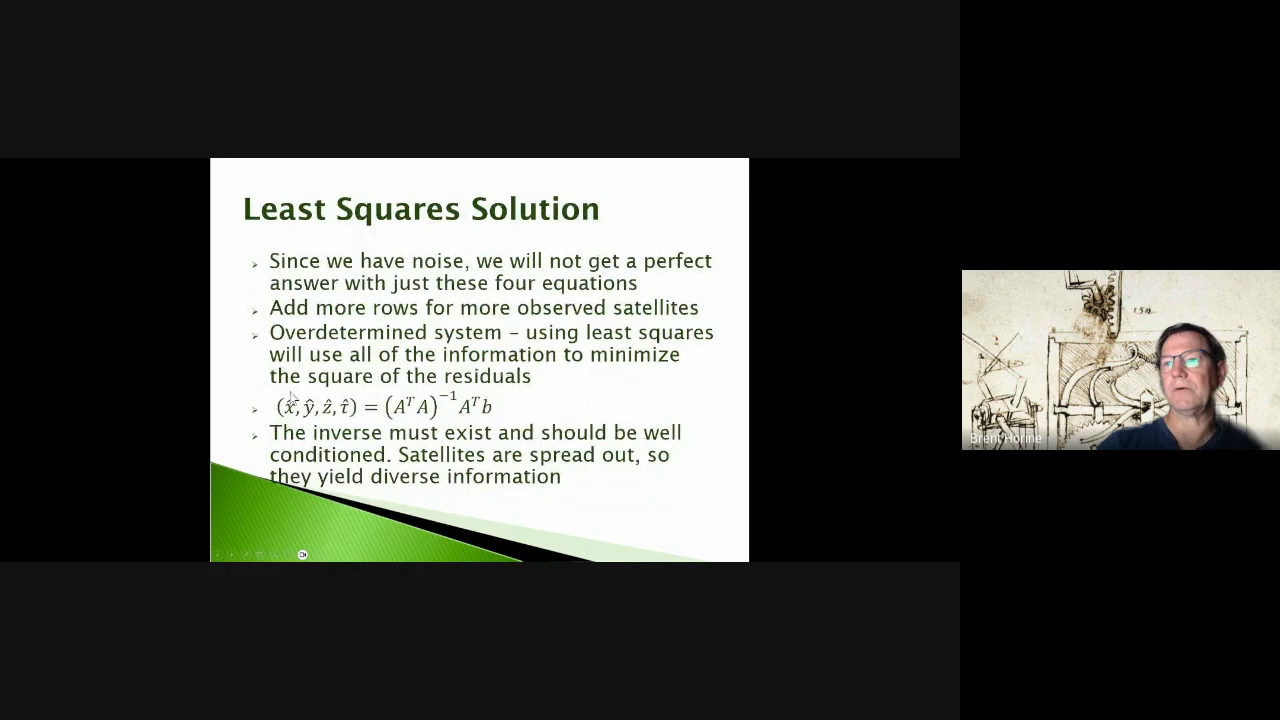 Least Squares Solution
Since we have noise, we will not get a perfect
answer with just these four equations
Add more rows for more observed satellites
Overdetermined system – using least squares
will use all of the information to minimize
the square of the residuals
(x̂, ŷ, ẑ, τ̂) = (AᵀA)⁻¹Aᵀb
The inverse must exist and should be well
conditioned. Satellites are spread out, so
they yield diverse information
Brent Horine